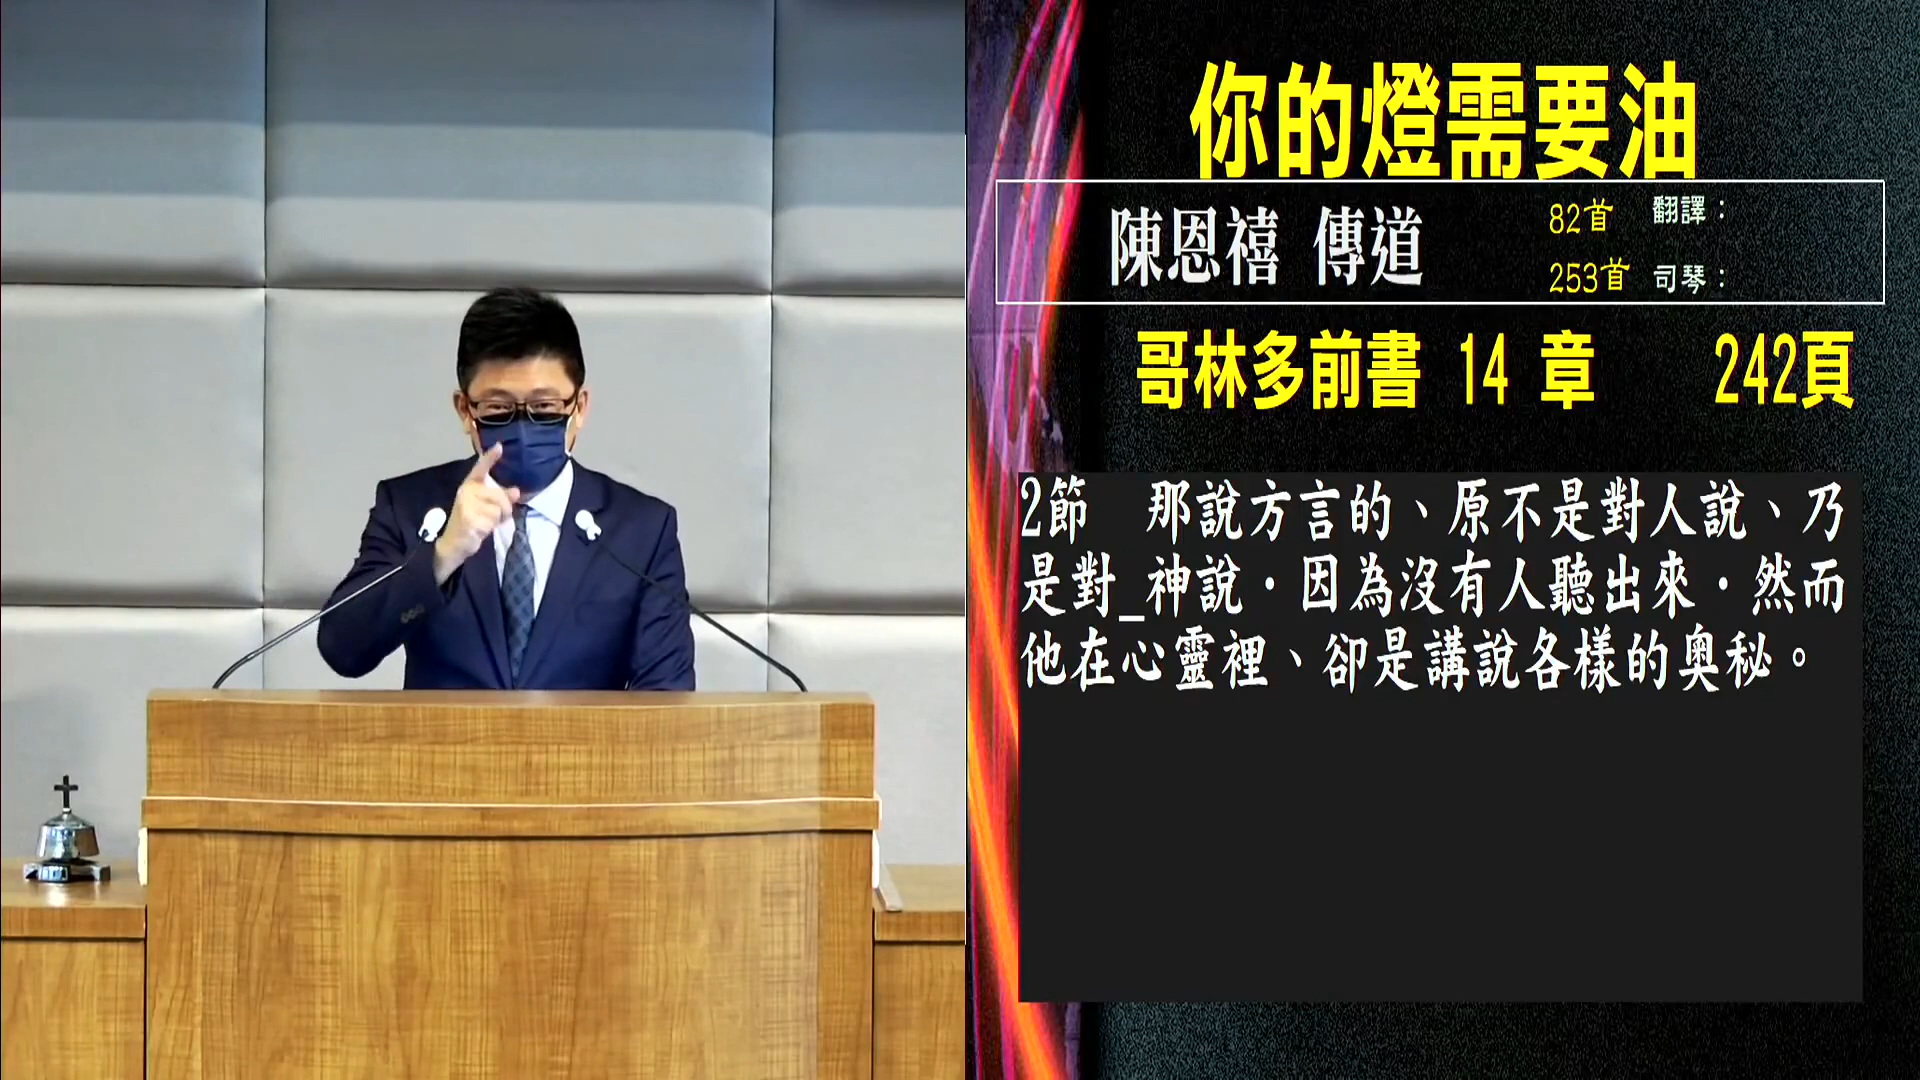 你的燈需要油
陳恩禧 傳道
82首 翻譯：
253首 司琴：
哥林多前書 14 章 242頁
2節 那說方言的、原不是對人說、乃
是對_神說．因為沒有人聽出來．然而
他在心靈裡、卻是講說各樣的奧秘。